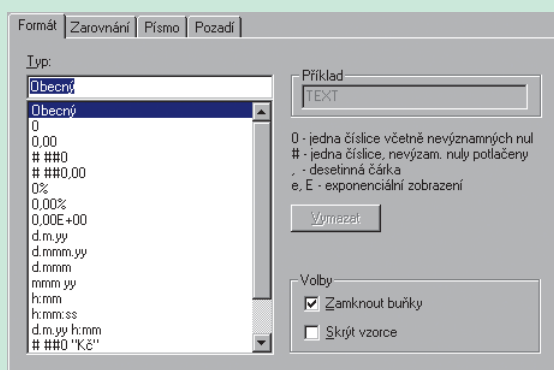 Formát Zarovnání Písmo Pozadí
Typ:
Obecný
Obecný
0
0,00
# ##0
# ##0,00
0%
0,00%
0,00E+00
d.m.yy
d.mmm.yy
d.mmm
mmm yy
h:mm
h:mm:ss
d.m.yy h:mm
# ##0 "Kč"
Příklad
TEXT
0 - jedna číslice včetně nevýznamných nul
# - jedna číslice, nevýzam. nuly potlačeny
, - desetinná čárka
e, E - exponenciální zobrazení
Vymazat
Volby
Zamknout buňky
Skrýt vzorce